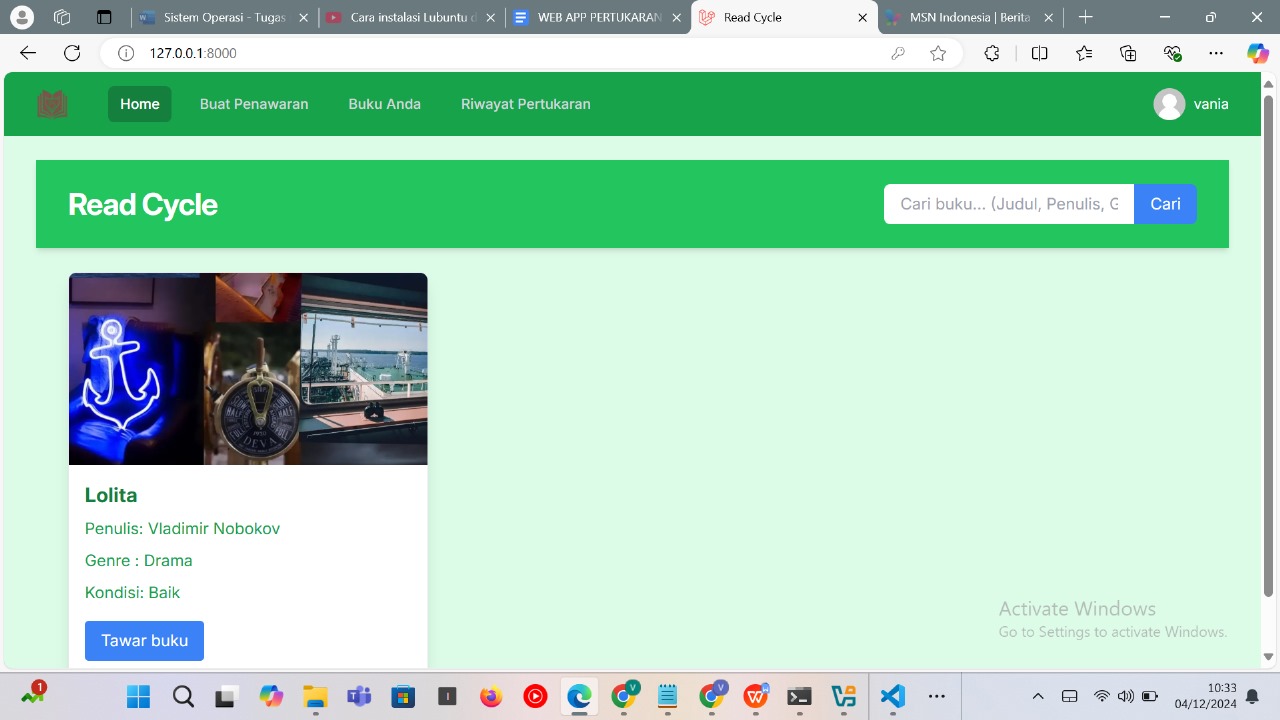 Sistem Operasi - Tugas
Cara instalasi Lubuntu d
WEB APP PERTUKARAN
Read Cycle
MSN Indonesia | Berita
127.0.0.1:8000
Home
Buat Penawaran
Buku Anda
Riwayat Pertukaran
vania
Read Cycle
Cari buku... (Judul, Penulis, G
Cari
DEVA
Lolita
Penulis: Vladimir Nobokov
Genre : Drama
Kondisi: Baik
Tawar buku
Activate Windows
Go to Settings to activate Windows.
1
V
V
10:33
04/12/2024